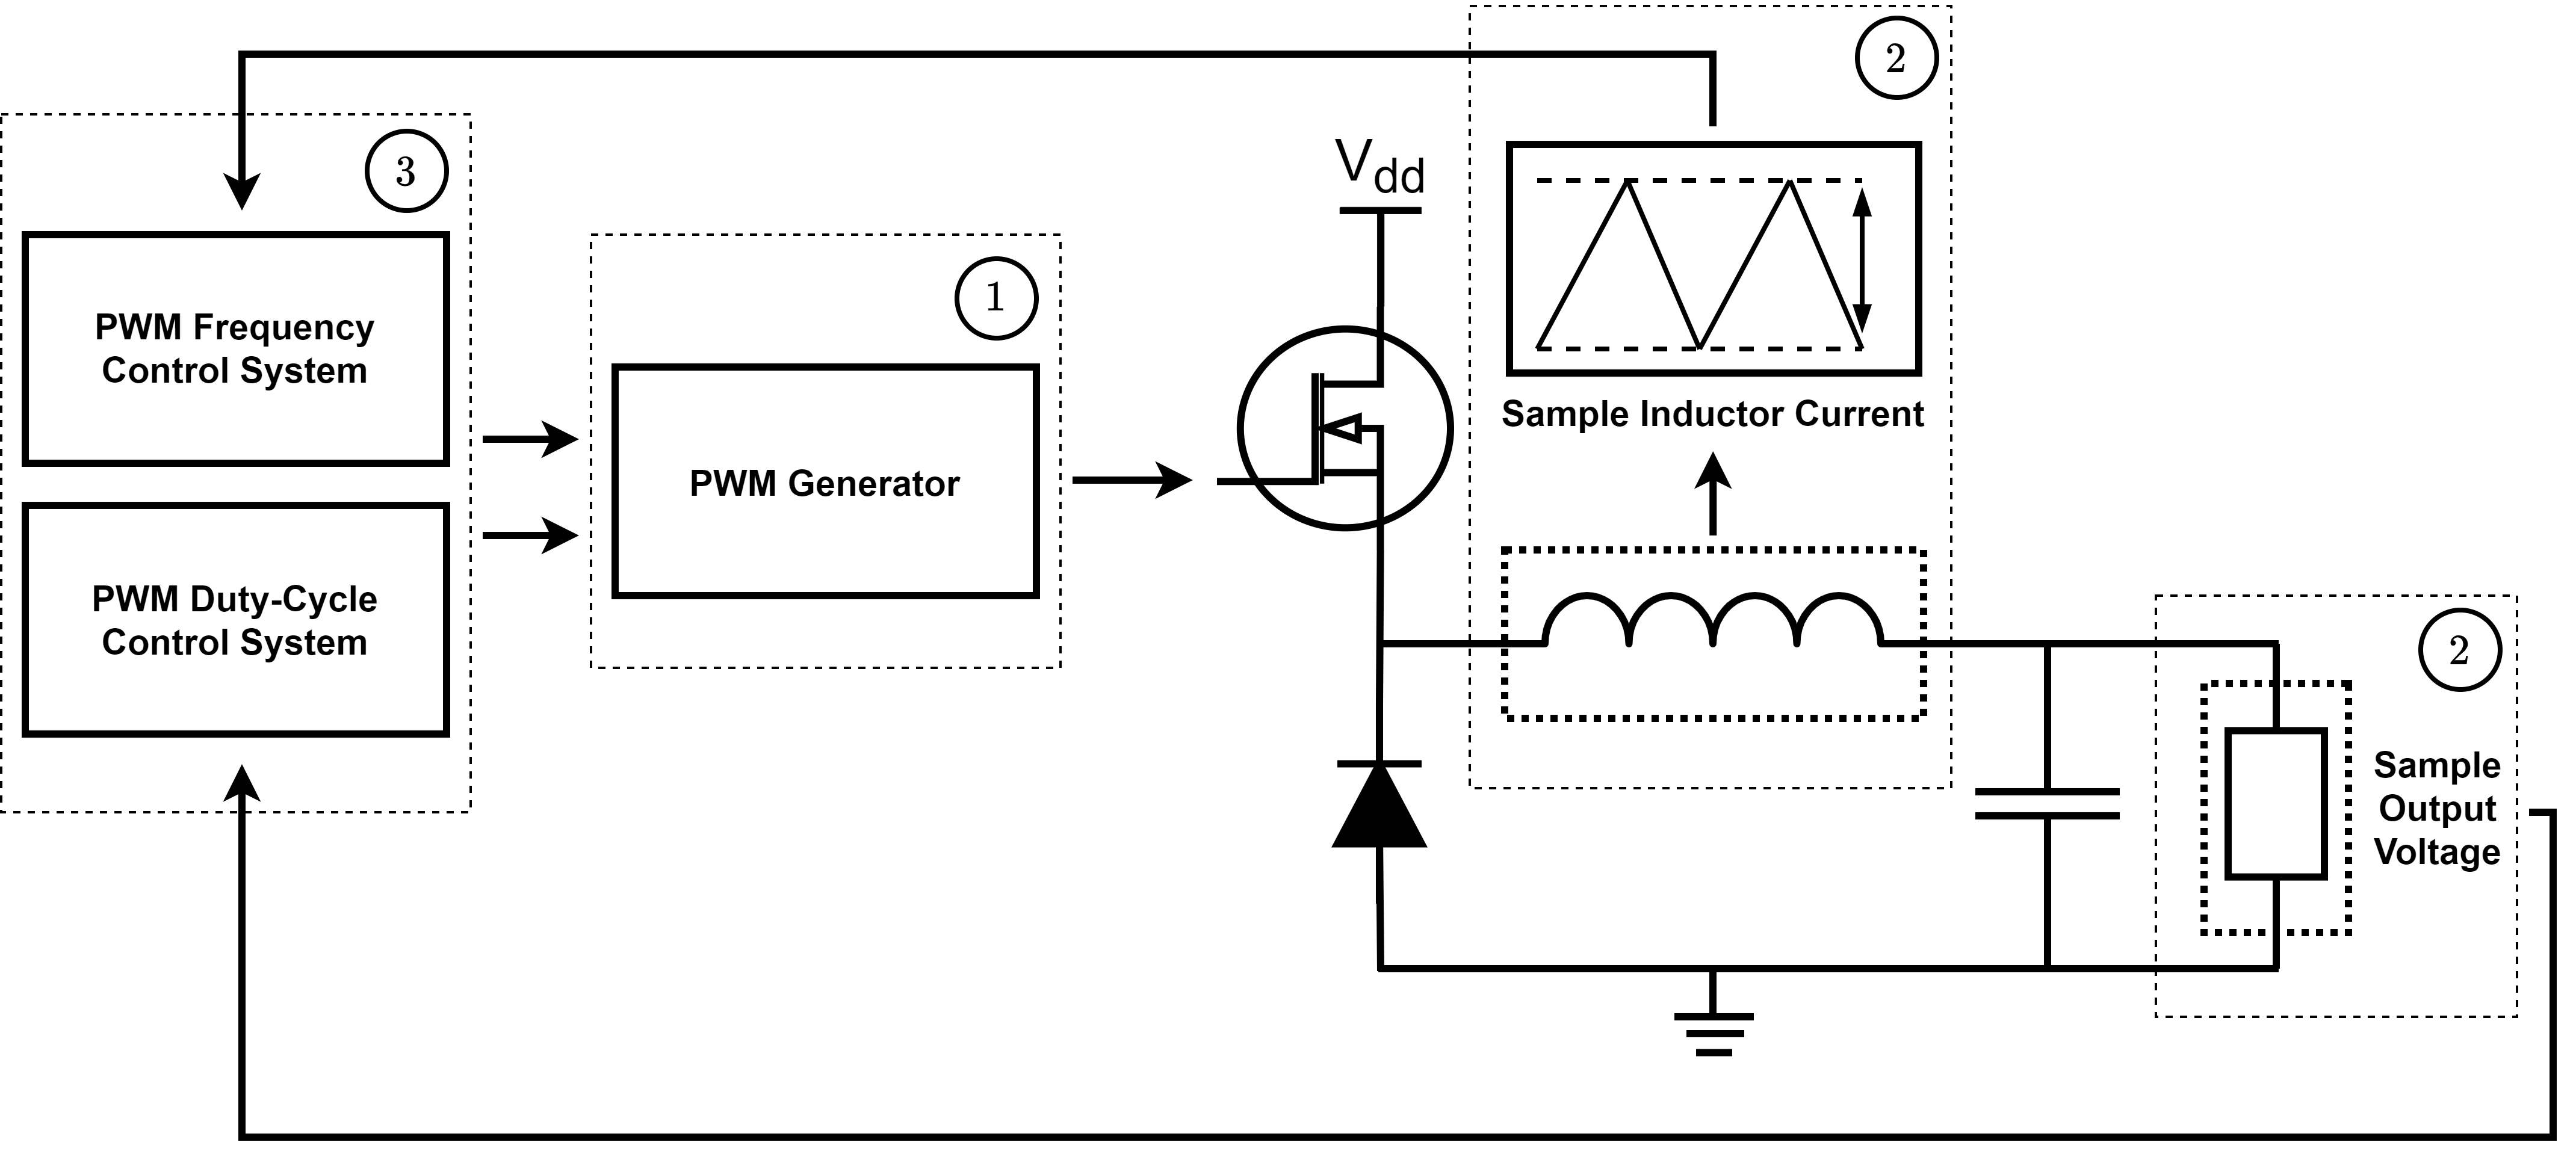 2
3
PWM Frequency
Control System
1
V
dd
Sample Inductor Current
PWM Generator
PWM Duty-Cycle
Control System
2
Sample
Output
Voltage